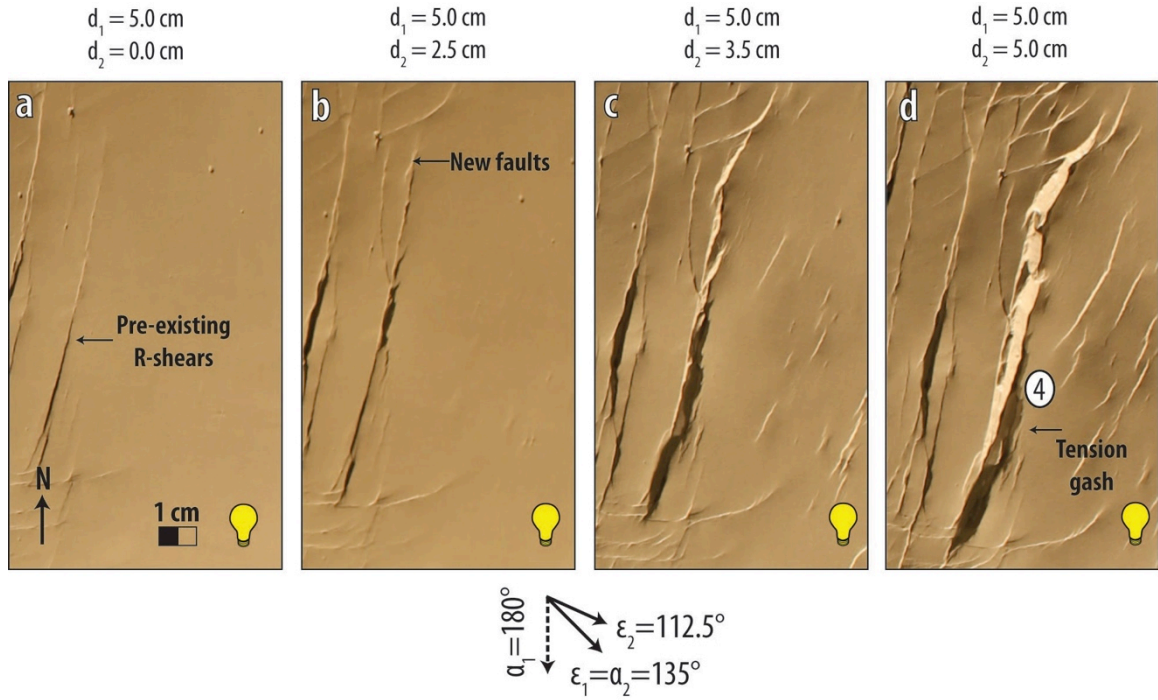 d₁ = 5.0 cm
d₂ = 0.0 cm
d₁ = 5.0 cm
d₂ = 2.5 cm
d₁ = 5.0 cm
d₂ = 3.5 cm
d₁ = 5.0 cm
d₂ = 5.0 cm
a
Pre-existing
R-shears
N
1 cm
b
New faults
c
d
4
Tension
gash
α₁=180°
ε₂=112.5°
ε₁=α₂=135°